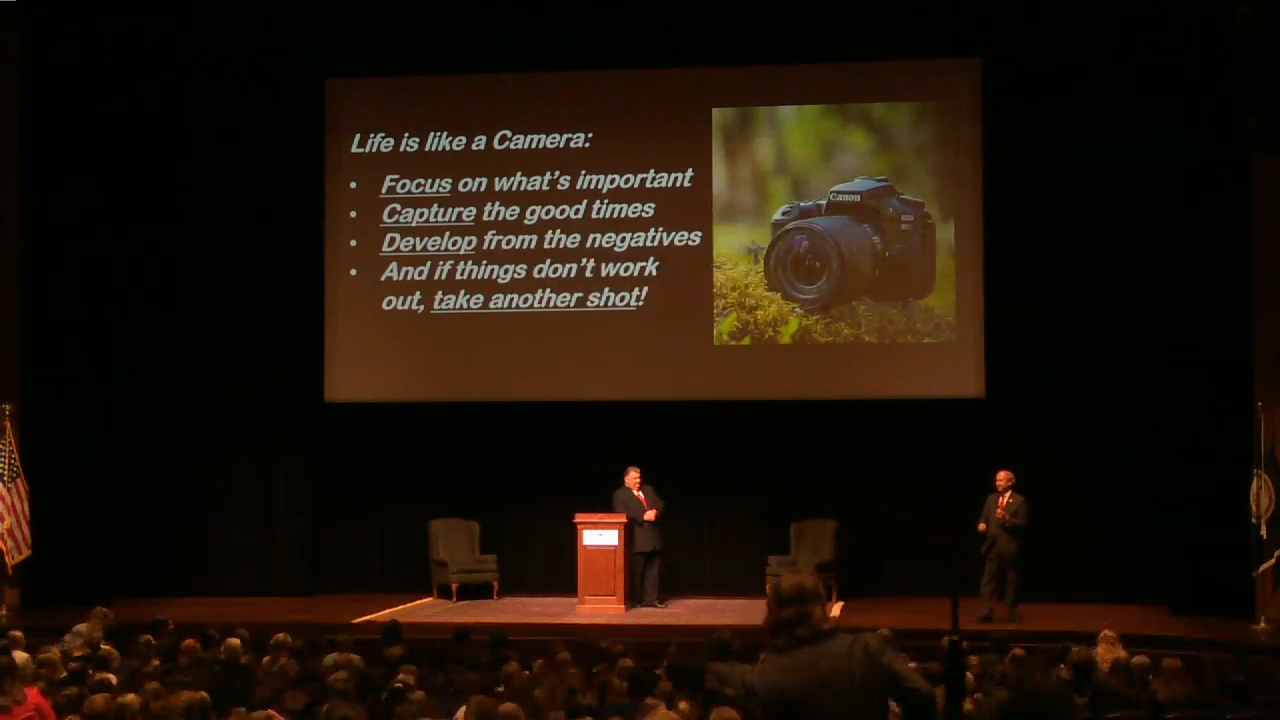 Life is like a Camera:
• Focus on what's important
• Capture the good times
• Develop from the negatives
• And if things don't work
out, take another shot!
Canon
EOS